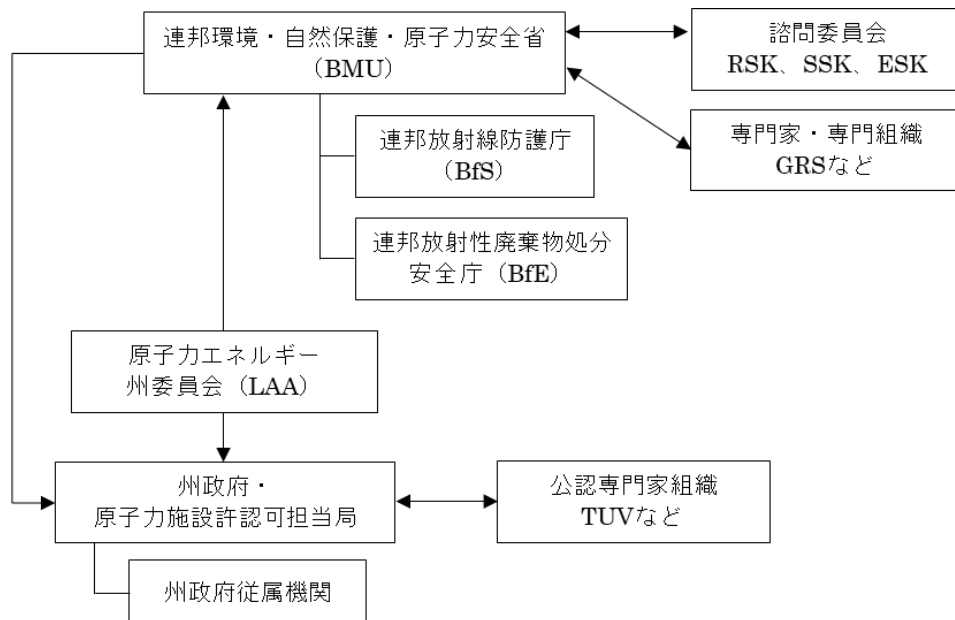 連邦環境・自然保護・原子力安全省
（BMU）
諮問委員会
RSK、SSK、ESK
専門家・専門組織
GRSなど
連邦放射線防護庁
（BfS）
連邦放射性廃棄物処分
安全庁（BfE）
原子力エネルギー
州委員会（LAA）
州政府・
原子力施設許認可担当局
公認専門家組織
TUVなど
州政府従属機関